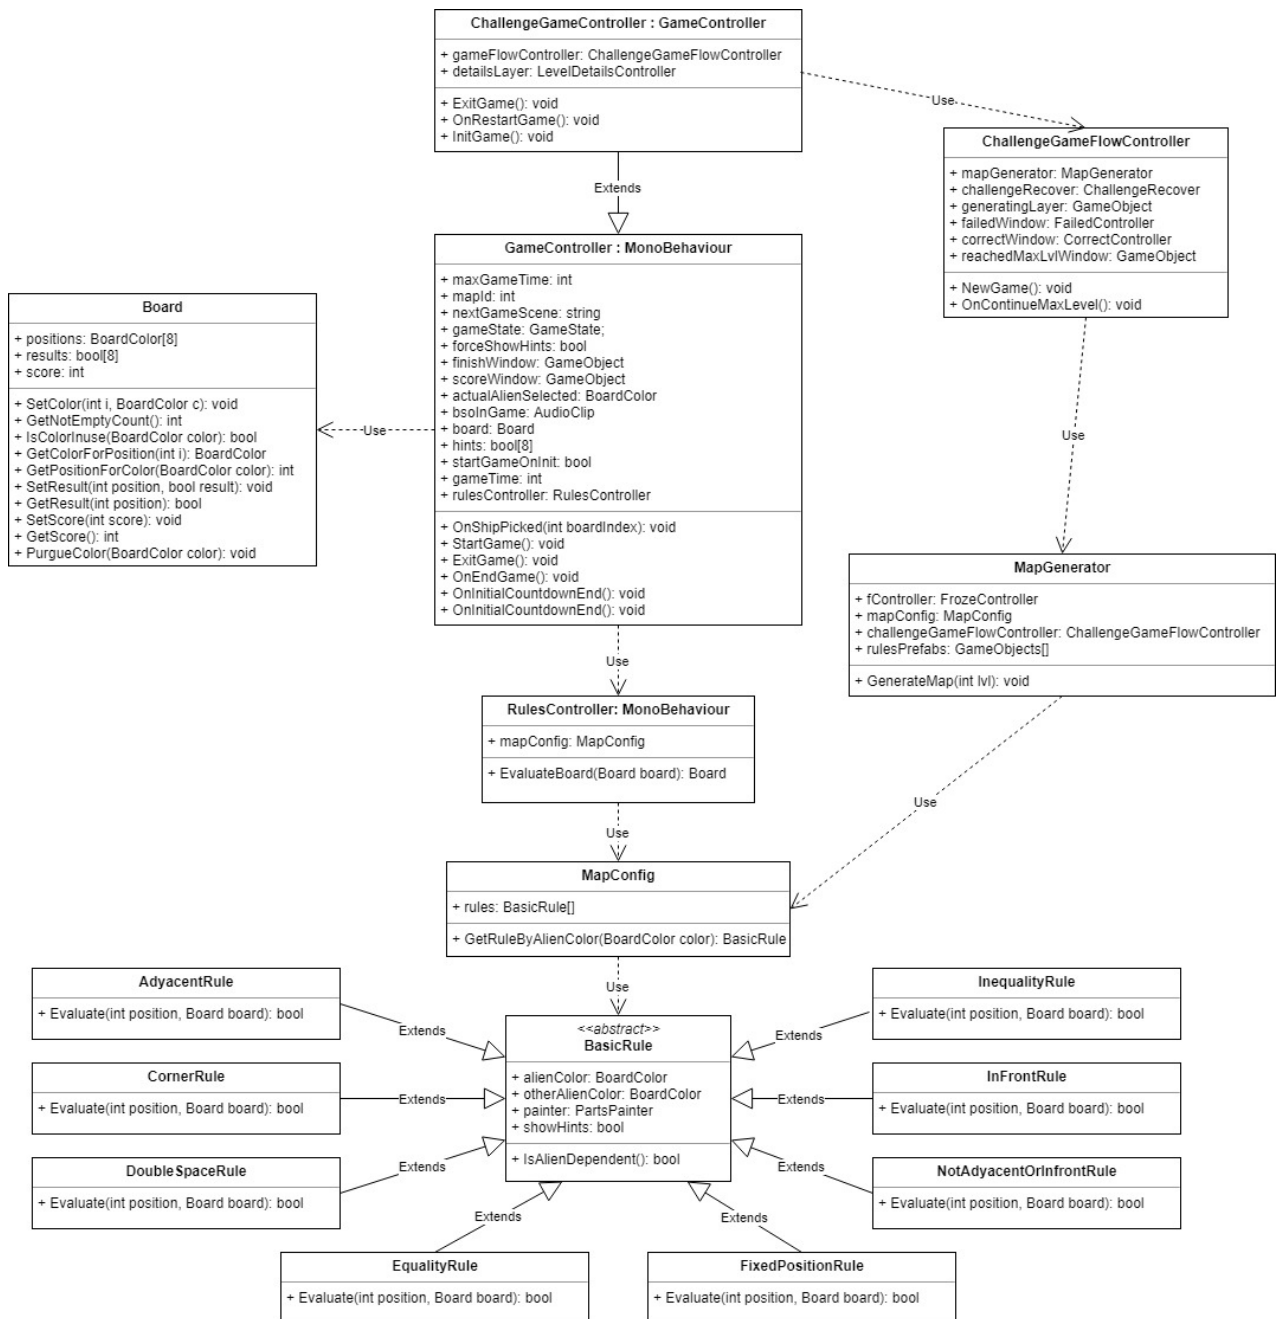 ChallengeGameController : GameController
+ gameFlowController: ChallengeGameFlowController
+ detailsLayer: LevelDetailsController
+ ExitGame(): void
+ OnRestartGame(): void
+ InitGame(): void
Use
ChallengeGameFlowController
+ mapGenerator: MapGenerator
+ challengeRecover: ChallengeRecover
+ generatingLayer: GameObject
+ failedWindow: FailedController
+ correctWindow: CorrectController
+ reachedMaxLvlWindow: GameObject
+ NewGame(): void
+ OnContinueMaxLevel(): void
Extends
GameController : MonoBehaviour
+ maxGameTime: int
+ mapId: int
+ nextGameScene: string
+ gameState: GameState;
+ forceShowHints: bool
+ finishWindow: GameObject
+ scoreWindow: GameObject
+ actualAlienSelected: BoardColor
+ bsoInGame: AudioClip
+ board: Board
+ hints: bool[8]
+ startGameOnInit: bool
+ gameTime: int
+ rulesController: RulesController
+ OnShipPicked(int boardIndex): void
+ StartGame(): void
+ ExitGame(): void
+ OnEndGame(): void
+ OnInitialCountdownEnd(): void
+ OnInitialCountdownEnd(): void
Board
+ positions: BoardColor[8]
+ results: bool[8]
+ score: int
+ SetColor(int i, BoardColor c): void
+ GetNotEmptyCount(): int
+ IsColorInuse(BoardColor color): bool
+ GetColorForPosition(int i): BoardColor
+ GetPositionForColor(BoardColor color): int
+ SetResult(int position, bool result): void
+ GetResult(int position): bool
+ SetScore(int score): void
+ GetScore(): int
+ PurgueColor(BoardColor color): void
Use
Use
MapGenerator
+ fController: FrozeController
+ mapConfig: MapConfig
+ challengeGameFlowController: ChallengeGameFlowController
+ rulesPrefabs: GameObjects[]
+ GenerateMap(int lvl): void
Use
RulesController: MonoBehaviour
+ mapConfig: MapConfig
+ EvaluateBoard(Board board): Board
Use
Use
MapConfig
+ rules: BasicRule[]
+ GetRuleByAlienColor(BoardColor color): BasicRule
Use
AdyacentRule
+ Evaluate(int position, Board board): bool
Extends
InequalityRule
+ Evaluate(int position, Board board): bool
Extends
<<abstract>>
BasicRule
+ alienColor: BoardColor
+ otherAlienColor: BoardColor
+ painter: PartsPainter
+ showHints: bool
+ IsAlienDependent(): bool
CornerRule
+ Evaluate(int position, Board board): bool
Extends
InFrontRule
+ Evaluate(int position, Board board): bool
Extends
DoubleSpaceRule
+ Evaluate(int position, Board board): bool
Extends
NotAdyacentOrInfrontRule
+ Evaluate(int position, Board board): bool
Extends
Extends
Extends
EqualityRule
+ Evaluate(int position, Board board): bool
FixedPositionRule
+ Evaluate(int position, Board board): bool